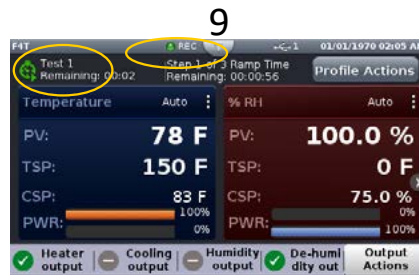 9
F4T REC 1 01/01/1970 02:05 A
Test 1 Step 1 of 3 Ramp Time Profile Actions
Remaining: 00:02 Remaining: 00:00:56
Temperature Auto % RH Auto
PV: 78 F PV: 100.0 %
TSP: 150 F TSP: 0 F
CSP: 83 F CSP: 75.0 %
PWR: 100% 0% PWR: 0% 100%
Heater output Cooling output Humidity output De-humidity out Output Actions